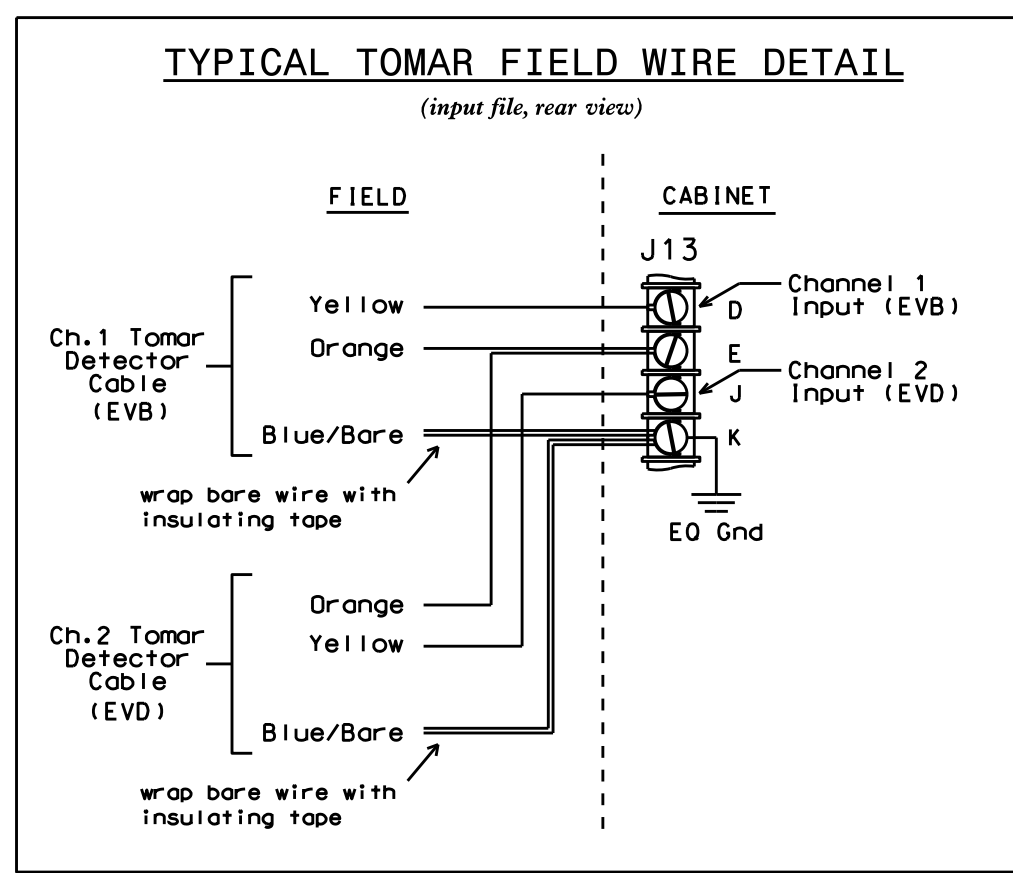 TYPICAL TOMAR FIELD WIRE DETAIL
(input file, rear view)
FIELD
CABINET
J13
Yellow
Orange
Blue/Bare
Ch.1 Tomar
Detector
Cable
(EVB)
wrap bare wire with
insulating tape
D
E
J
K
Channel 1
Input (EVB)
Channel 2
Input (EVD)
EQ Gnd
Orange
Yellow
Blue/Bare
Ch.2 Tomar
Detector
Cable
(EVD)
wrap bare wire with
insulating tape